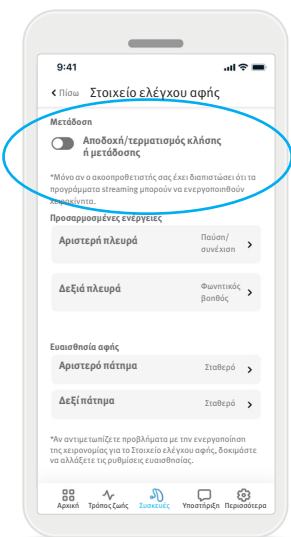 9:41
Πίσω Στοιχείο ελέγχου αφής
Μετάδοση
Αποδοχή/τερματισμός κλήσης
ή μετάδοσης
*Μόνο αν ο ακοοπροθετιστής σας έχει διαπιστώσει ότι τα
προγράμματα streaming μπορούν να ενεργοποιηθούν
χειροκίνητα.
Προσαρμοσμένες ενέργειες
Αριστερή πλευρά Παύση/
συνέχιση
Δεξιά πλευρά Φωνητικός
βοηθός
Ευαισθησία αφής
Αριστερό πάτημα Σταθερό
Δεξί πάτημα Σταθερό
*Αν αντιμετωπίζετε προβλήματα με την ενεργοποίηση
της χειρονομίας για το Στοιχείο ελέγχου αφής, δοκιμάστε
να αλλάξετε τις ρυθμίσεις ευαισθησίας.
Αρχική Τρόπος ζωής Συσκευές Υποστήριξη Περισσότερα